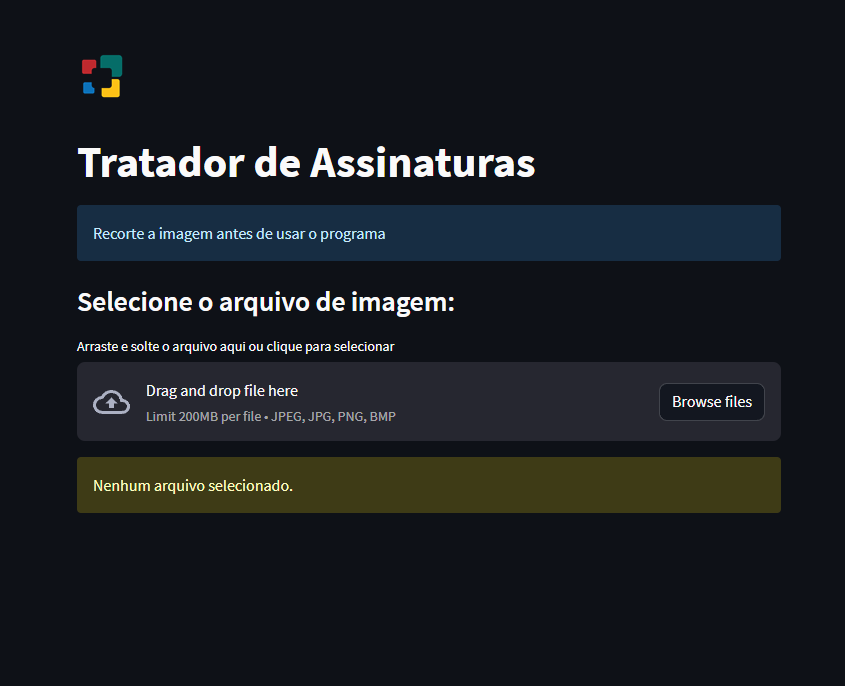 Tratador de Assinaturas
Recorte a imagem antes de usar o programa
Selecione o arquivo de imagem:
Arraste e solte o arquivo aqui ou clique para selecionar
Drag and drop file here
Limit 200MB per file • JPEG, JPG, PNG, BMP
Browse files
Nenhum arquivo selecionado.